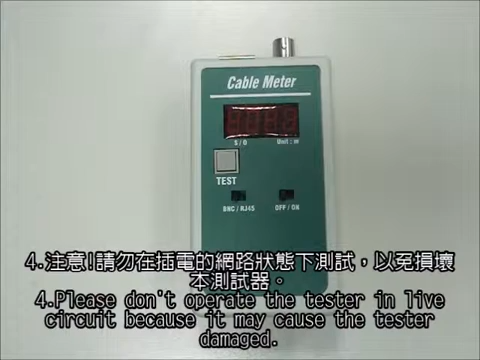 Cable Meter
S / O
Unit : m
TEST
BNC / RJ45
OFF / ON
4.注意!請勿在插電的網路狀態下測試，以免損壞
本測試器。
4.Please don't operate the tester in live
circuit because it may cause the tester
damaged.